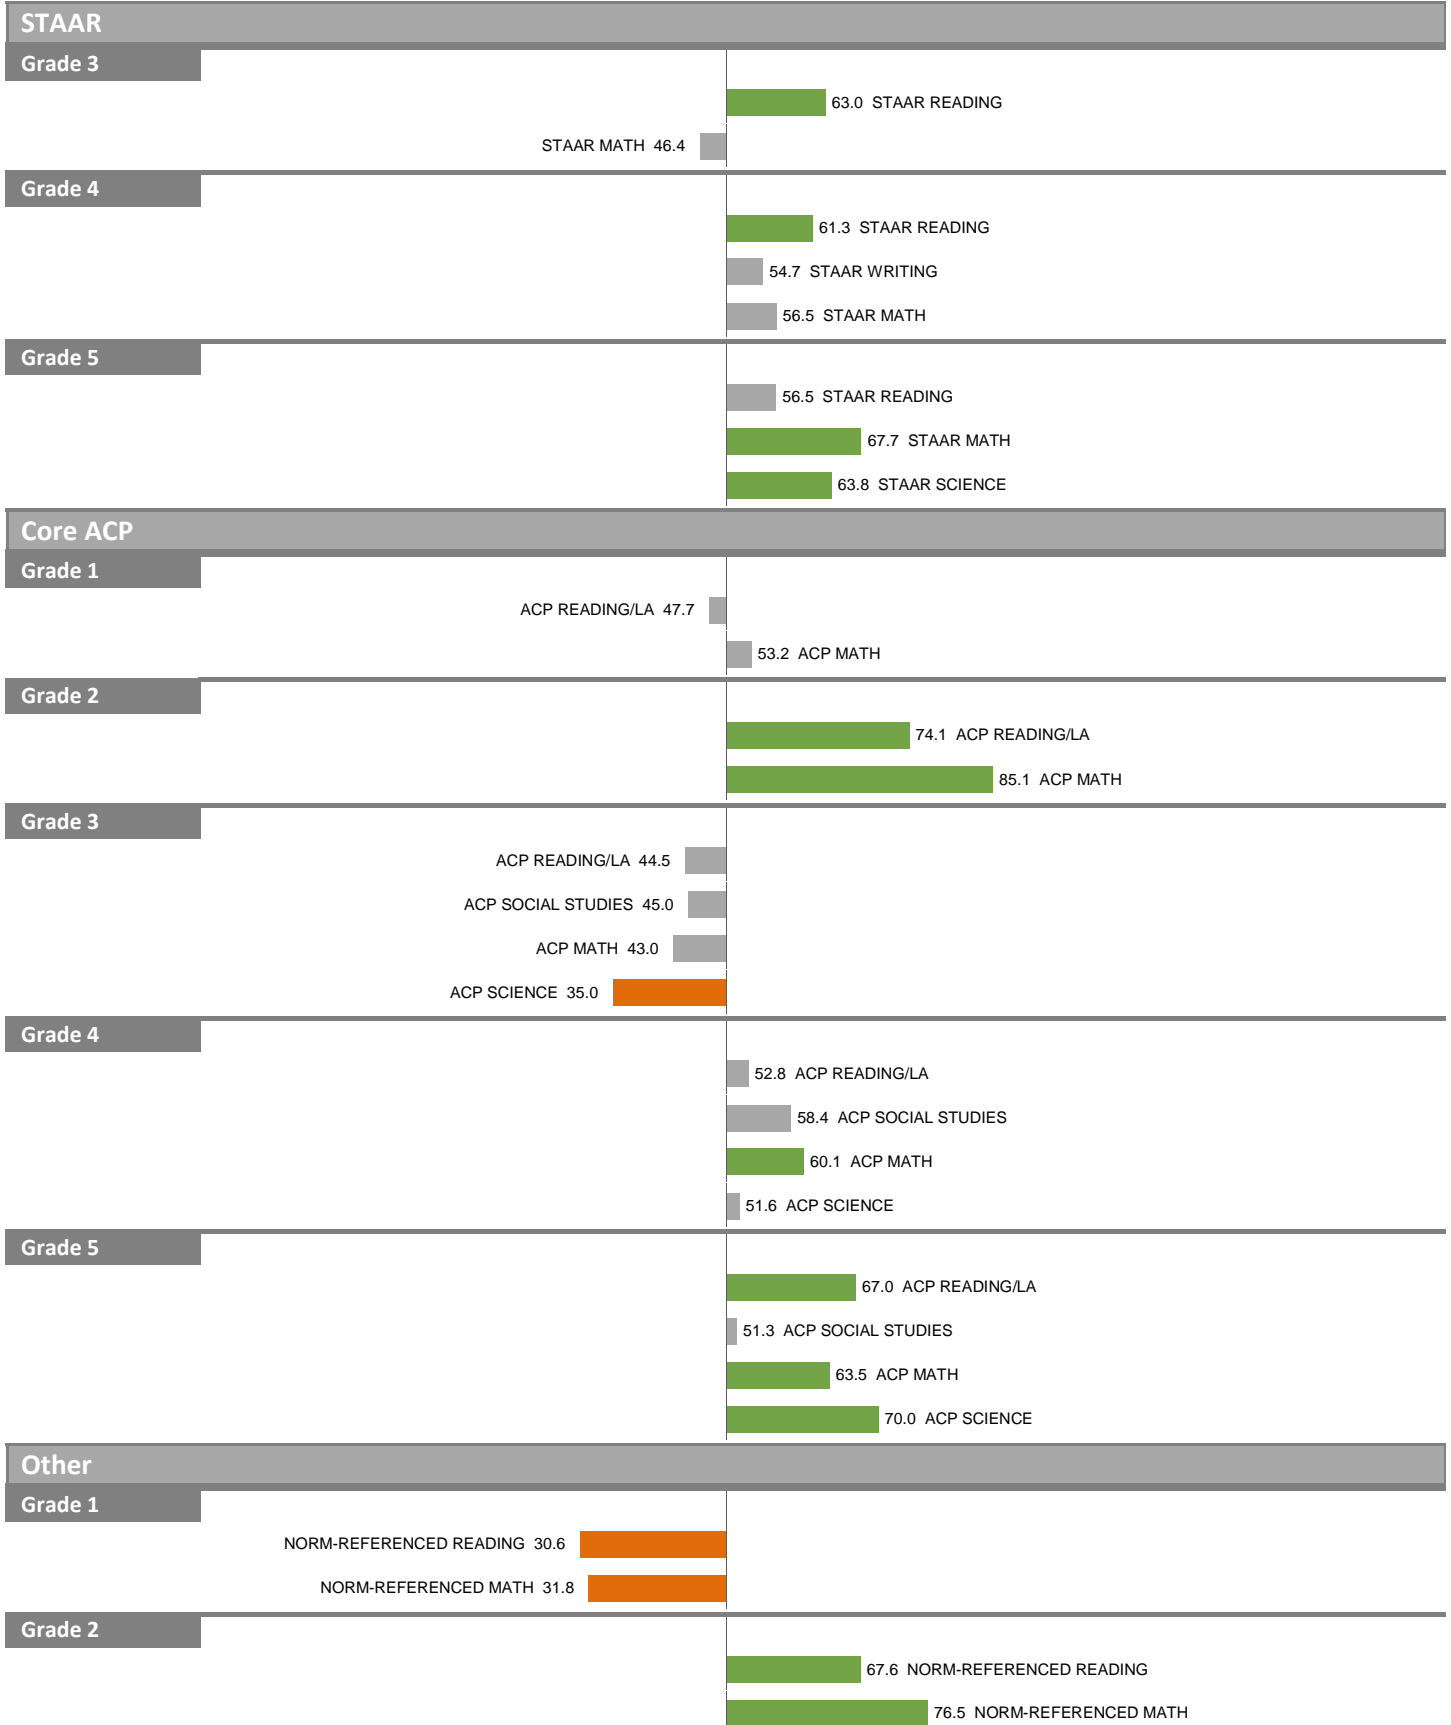 STAAR
Grade 3
63.0 STAAR READING
STAAR MATH 46.4
Grade 4
61.3 STAAR READING
54.7 STAAR WRITING
56.5 STAAR MATH
Grade 5
56.5 STAAR READING
67.7 STAAR MATH
63.8 STAAR SCIENCE
Core ACP
Grade 1
ACP READING/LA 47.7
53.2 ACP MATH
Grade 2
74.1 ACP READING/LA
85.1 ACP MATH
Grade 3
ACP READING/LA 44.5
ACP SOCIAL STUDIES 45.0
ACP MATH 43.0
ACP SCIENCE 35.0
Grade 4
52.8 ACP READING/LA
58.4 ACP SOCIAL STUDIES
60.1 ACP MATH
51.6 ACP SCIENCE
Grade 5
67.0 ACP READING/LA
51.3 ACP SOCIAL STUDIES
63.5 ACP MATH
70.0 ACP SCIENCE
Other
Grade 1
NORM-REFERENCED READING 30.6
NORM-REFERENCED MATH 31.8
Grade 2
67.6 NORM-REFERENCED READING
76.5 NORM-REFERENCED MATH